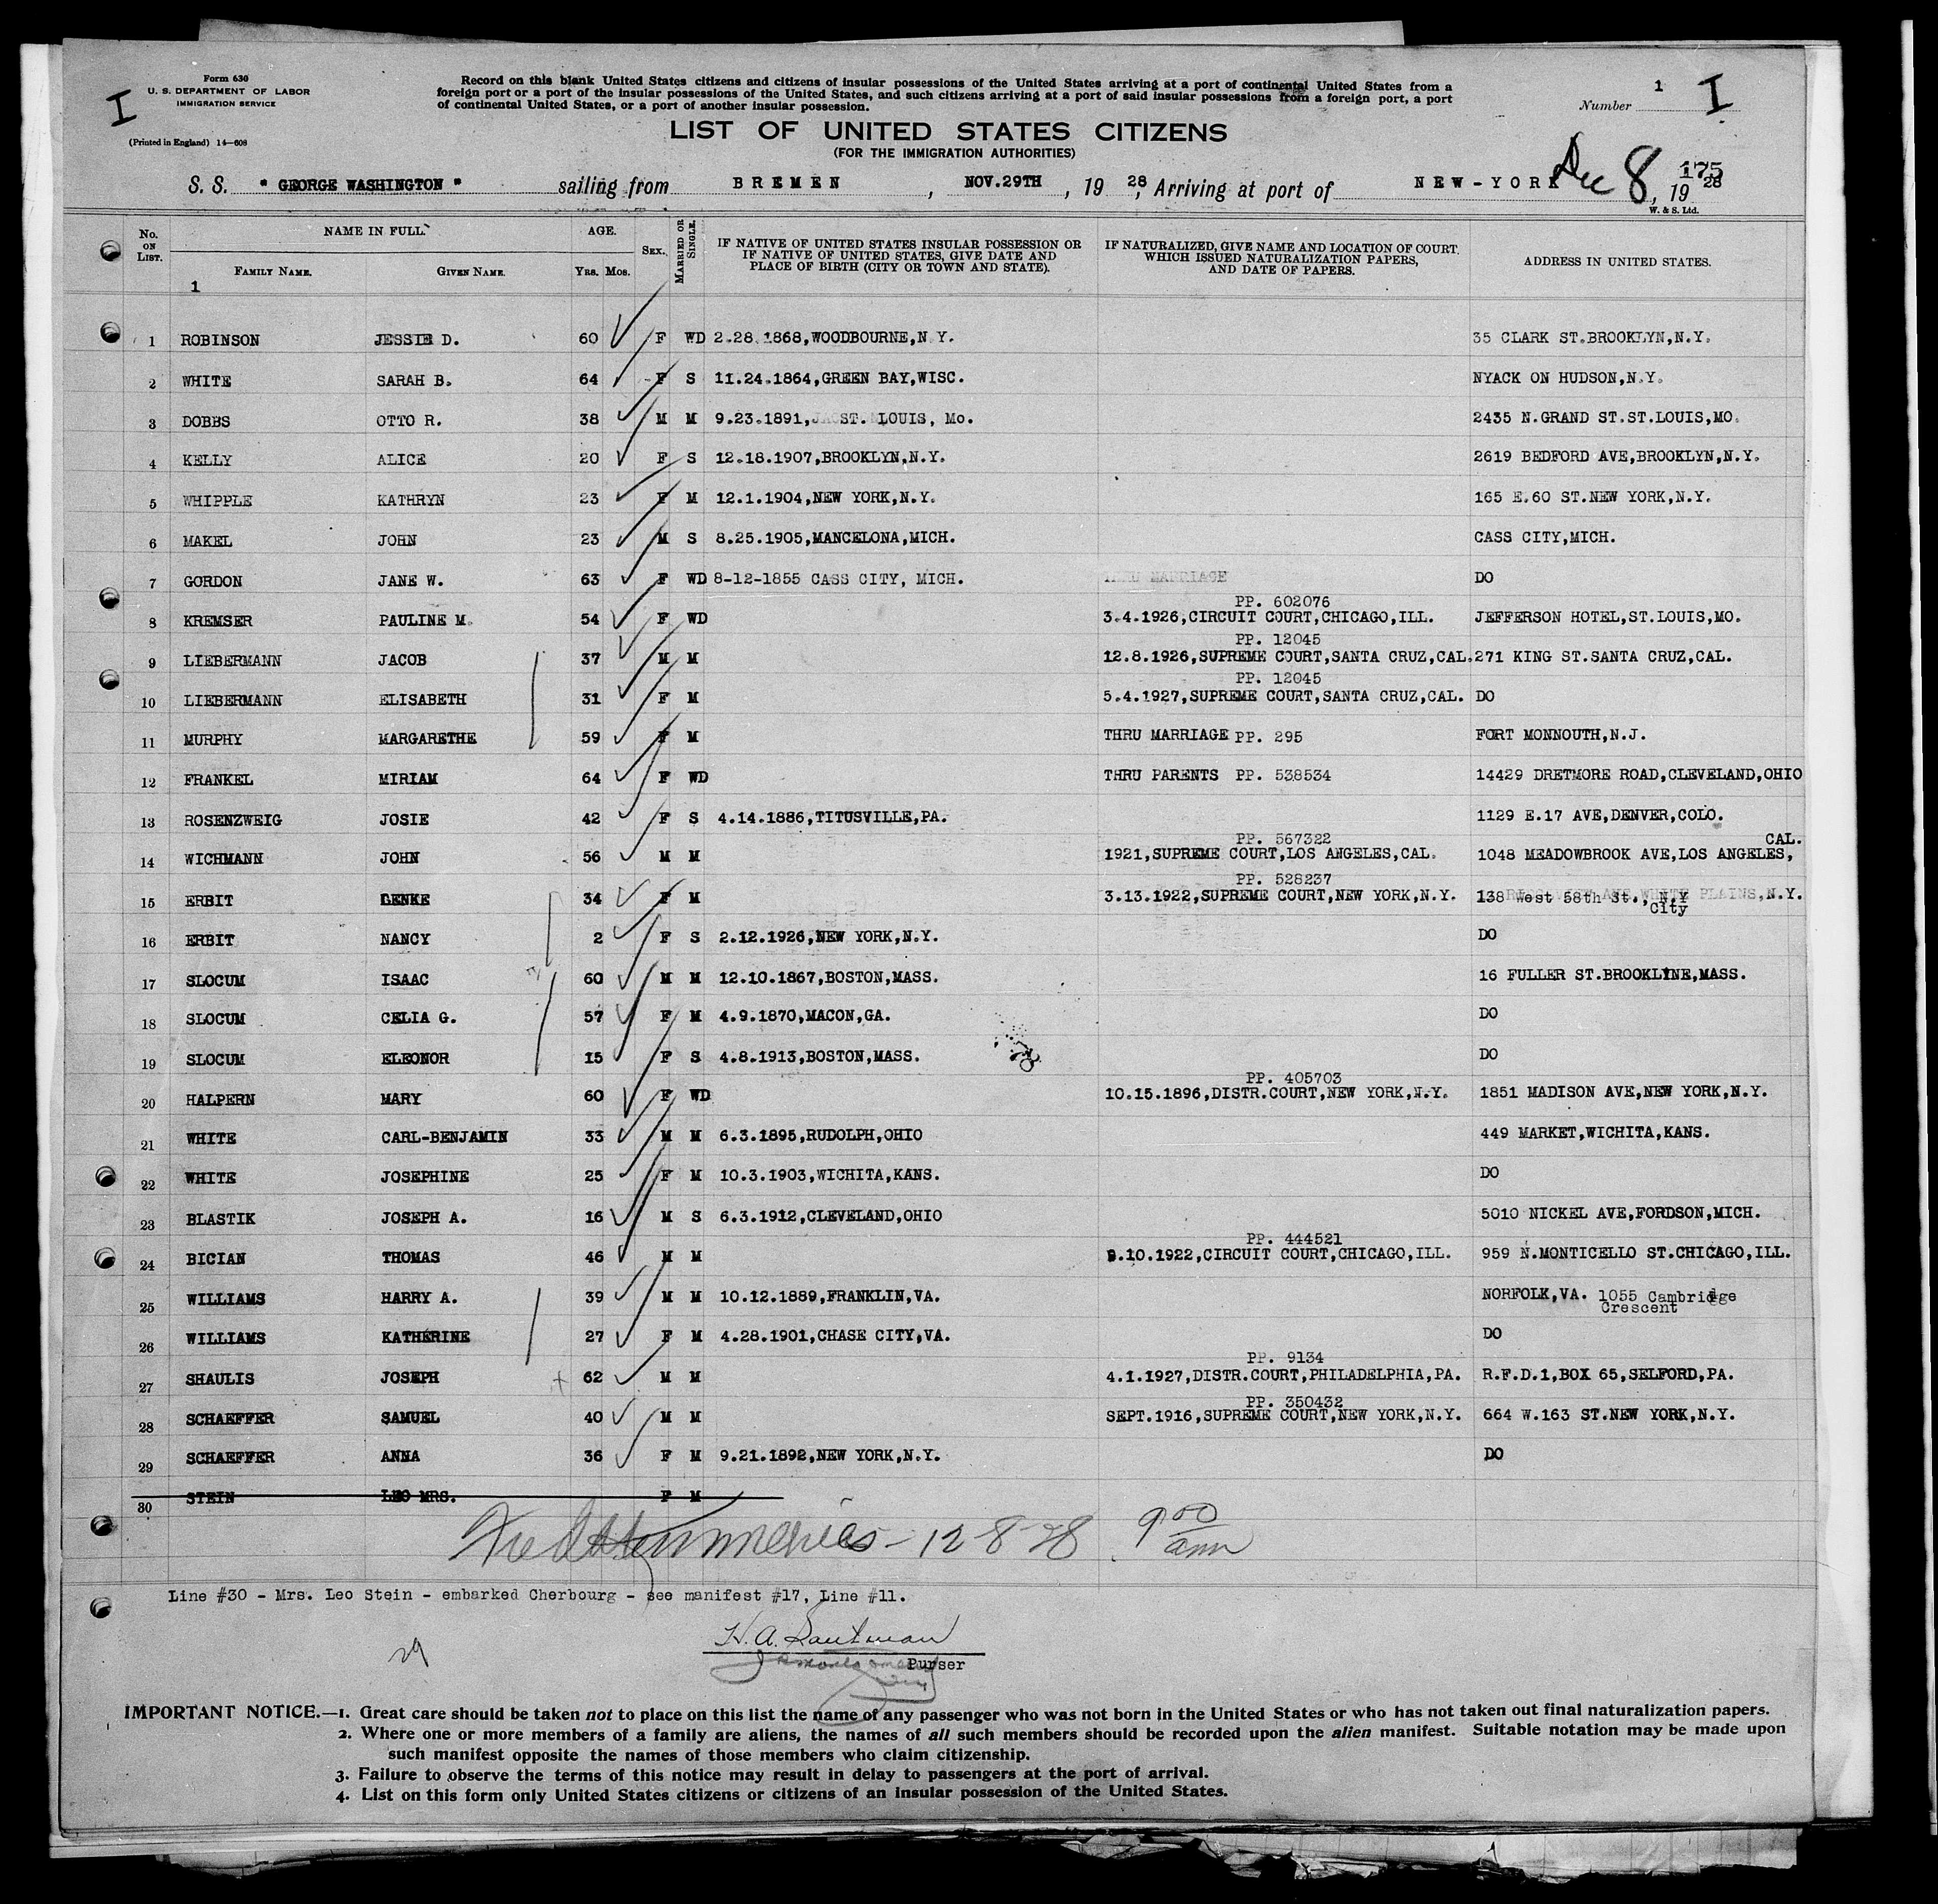 Form 630
U. S. DEPARTMENT OF LABOR
IMMIGRATION SERVICE
I
(Printed in England) 14—608
Record on this blank United States citizens and citizens of insular possessions of the United States arriving at a port of continental United States from a
foreign port or a port of the insular possessions of the United States, and such citizens arriving at a port of said insular possessions from a foreign port, a port
of continental United States, or a port of another insular possession.
Number 1
I
LIST OF UNITED STATES CITIZENS
(FOR THE IMMIGRATION AUTHORITIES)
S. S. " GEORGE WASHINGTON " sailing from BREMEN, NOV.29TH, 19 28, Arriving at port of NEW-YORK Dec 8, 19 28
175
W. & S. Ltd.
No. ON LIST. NAME IN FULL. AGE. SEX. MARRIED OR SINGLE. IF NATIVE OF UNITED STATES INSULAR POSSESSION OR IF NATIVE OF UNITED STATES, GIVE DATE AND PLACE OF BIRTH (CITY OR TOWN AND STATE). IF NATURALIZED, GIVE NAME AND LOCATION OF COURT WHICH ISSUED NATURALIZATION PAPERS, AND DATE OF PAPERS. ADDRESS IN UNITED STATES.
FAMILY NAME. GIVEN NAME. YRS. MOS.
1
1 ROBINSON JESSIE D. 60 F WD 2.28.1868,WOODBOURNE,N.Y. 35 CLARK ST.BROOKLYN,N.Y.
2 WHITE SARAH B. 64 F S 11.24.1864,GREEN BAY,WISC. NYACK ON HUDSON,N.Y.
3 DOBBS OTTO R. 38 M M 9.23.1891, ST. LOUIS, Mo. 2435 N.GRAND ST.ST.LOUIS,MO.
4 KELLY ALICE 20 F S 12.18.1907,BROOKLYN,N.Y. 2619 BEDFORD AVE,BROOKLYN,N.Y.
5 WHIPPLE KATHRYN 23 F M 12.1.1904,NEW YORK,N.Y. 165 E.60 ST.NEW YORK,N.Y.
6 MAKEL JOHN 23 M S 8.25.1905,MANCELONA,MICH. CASS CITY,MICH.
7 GORDON JANE W. 63 F WD 8-12-1855 CASS CITY, MICH. THRU MARRIAGE DO
PP. 602076
8 KREMSER PAULINE M. 54 F WD 3.4.1926,CIRCUIT COURT,CHICAGO,ILL. JEFFERSON HOTEL,ST.LOUIS,MO.
PP. 12045
9 LIEBERMANN JACOB 37 M M 12.8.1926,SUPREME COURT,SANTA CRUZ,CAL. 271 KING ST.SANTA CRUZ,CAL.
PP. 12045
10 LIEBERMANN ELISABETH 31 F M 5.4.1927,SUPREME COURT,SANTA CRUZ,CAL. DO
11 MURPHY MARGARETHE 59 F M THRU MARRIAGE PP. 295 FORT MONNOUTH,N.J.
12 FRANKEL MIRIAM 64 F WD THRU PARENTS PP. 538534 14429 DRETMORE ROAD,CLEVELAND,OHIO
13 ROSENZWEIG JOSIE 42 F S 4.14.1886,TITUSVILLE,PA. 1129 E.17 AVE,DENVER,COLO.
PP. 567322 CAL.
14 WICHMANN JOHN 56 M M 1921,SUPREME COURT,LOS ANGELES,CAL. 1048 MEADOWBROOK AVE,LOS ANGELES,
PP. 528237
15 ERBIT LENKE 34 F M 3.13.1922,SUPREME COURT,NEW YORK,N.Y. 138 West 58th St., N.Y City WHITE PLAINS,N.Y.
16 ERBIT NANCY 2 F S 2.12.1926,NEW YORK,N.Y. DO
17 SLOCUM ISAAC 60 M M 12.10.1867,BOSTON,MASS. 16 FULLER ST.BROOKLINE,MASS.
18 SLOCUM CELIA G. 57 F M 4.9.1870,MACON,GA. DO
19 SLOCUM ELEONOR 15 F S 4.8.1913,BOSTON,MASS. DO
PP. 405703
20 HALPERN MARY 60 F WD 10.15.1896,DISTR.COURT,NEW YORK,N.Y. 1851 MADISON AVE,NEW YORK,N.Y.
21 WHITE CARL-BENJAMIN 33 M M 6.3.1895,RUDOLPH,OHIO 449 MARKET,WICHITA,KANS.
22 WHITE JOSEPHINE 25 F M 10.3.1903,WICHITA,KANS. DO
23 BLASTIK JOSEPH A. 16 M S 6.3.1912,CLEVELAND,OHIO 5010 NICKEL AVE,FORDSON,MICH.
PP. 444521
24 BICIAN THOMAS 46 M M 9.10.1922,CIRCUIT COURT,CHICAGO,ILL. 959 N.MONTICELLO ST.CHICAGO,ILL.
25 WILLIAMS HARRY A. 39 M M 10.12.1889,FRANKLIN,VA. NORFOLK,VA. 1055 Cambridge Crescent
26 WILLIAMS KATHERINE 27 F M 4.28.1901,CHASE CITY,VA. DO
PP. 9134
27 SHAULIS JOSEPH 62 M M 4.1.1927,DISTR.COURT,PHILADELPHIA,PA. R.F.D.1,BOX 65,SELFORD,PA.
PP. 350432
28 SCHAEFFER SAMUEL 40 M M SEPT.1916,SUPREME COURT,NEW YORK,N.Y. 664 W.163 ST.NEW YORK,N.Y.
29 SCHAEFFER ANNA 36 F M 9.21.1892,NEW YORK,N.Y. DO
30 STEIN LEO MRS. F M
12-8-28 9 00 am
Line #30 - Mrs. Leo Stein - embarked Cherbourg - see manifest #17, Line #11.
29
H. A.
Purser
IMPORTANT NOTICE.—1. Great care should be taken not to place on this list the name of any passenger who was not born in the United States or who has not taken out final naturalization papers.
2. Where one or more members of a family are aliens, the names of all such members should be recorded upon the alien manifest. Suitable notation may be made upon
such manifest opposite the names of those members who claim citizenship.
3. Failure to observe the terms of this notice may result in delay to passengers at the port of arrival.
4. List on this form only United States citizens or citizens of an insular possession of the United States.